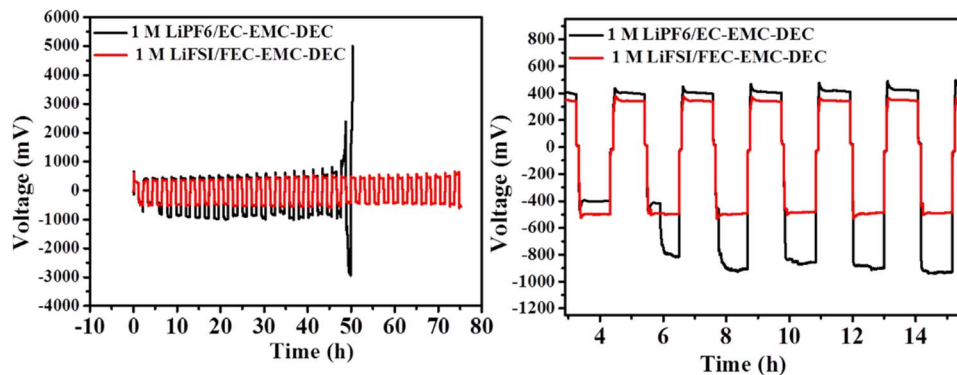 1 M LiPF6/EC-EMC-DEC
1 M LiFSI/FEC-EMC-DEC
6000
5000
4000
3000
2000
1000
0
-1000
-2000
-3000
-4000
Voltage (mV)
-10 0 10 20 30 40 50 60 70 80
Time (h)
1 M LiPF6/EC-EMC-DEC
1 M LiFSI/FEC-EMC-DEC
800
600
400
200
0
-200
-400
-600
-800
-1000
-1200
Voltage (mV)
4 6 8 10 12 14
Time (h)